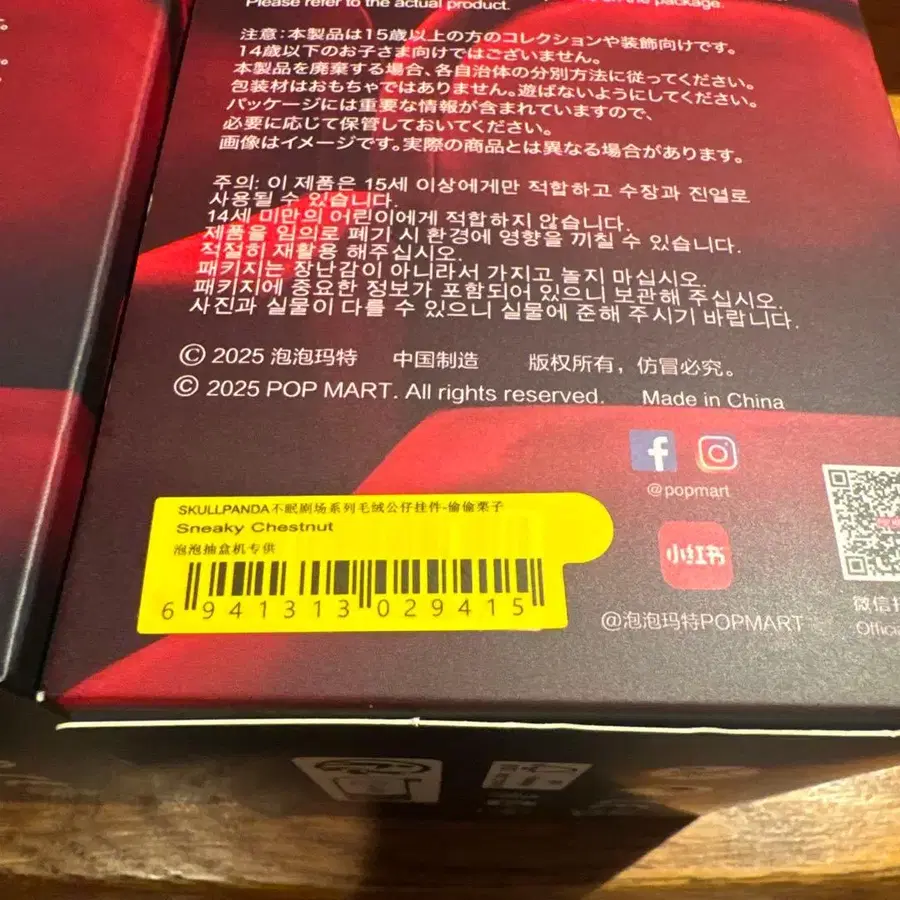 Please refer to the actual product.
on the package.
注意:本製品は15歳以上の方のコレクションや装飾向けです。
14歳以下のお子さま向けではございません。
本製品を廃棄する場合、各自治体の分別方法に従ってください。
包装材はおもちゃではありません。遊ばないようにしてください。
パッケージには重要な情報が含まれていますので、
必要に応じて保管しておいてください。
画像はイメージです。実際の商品とは異なる場合があります。
주의: 이 제품은 15세 이상에게만 적합하고 수장과 진열로
사용될 수 있습니다.
14세 미만의 어린이에게 적합하지 않습니다.
제품을 임의로 폐기 시 환경에 영향을 끼칠 수 있습니다.
적절히 재활용 해주십시오.
패키지는 장난감이 아니라서 가지고 놀지 마십시오.
패키지에 중요한 정보가 포함되어 있으니 보관해 주십시오.
사진과 실물이 다를 수 있으니 실물에 준해 주시기 바랍니다.
© 2025 泡泡玛特 中国制造 版权所有，仿冒必究。
© 2025 POP MART. All rights reserved. Made in China
@popmart
SKULLPANDA不眠剧场系列毛绒公仔挂件-偷偷栗子
Sneaky Chestnut
泡泡抽盒机专供
6 941313 029415
小红书
@泡泡玛特POPMART
微信扫
Officia